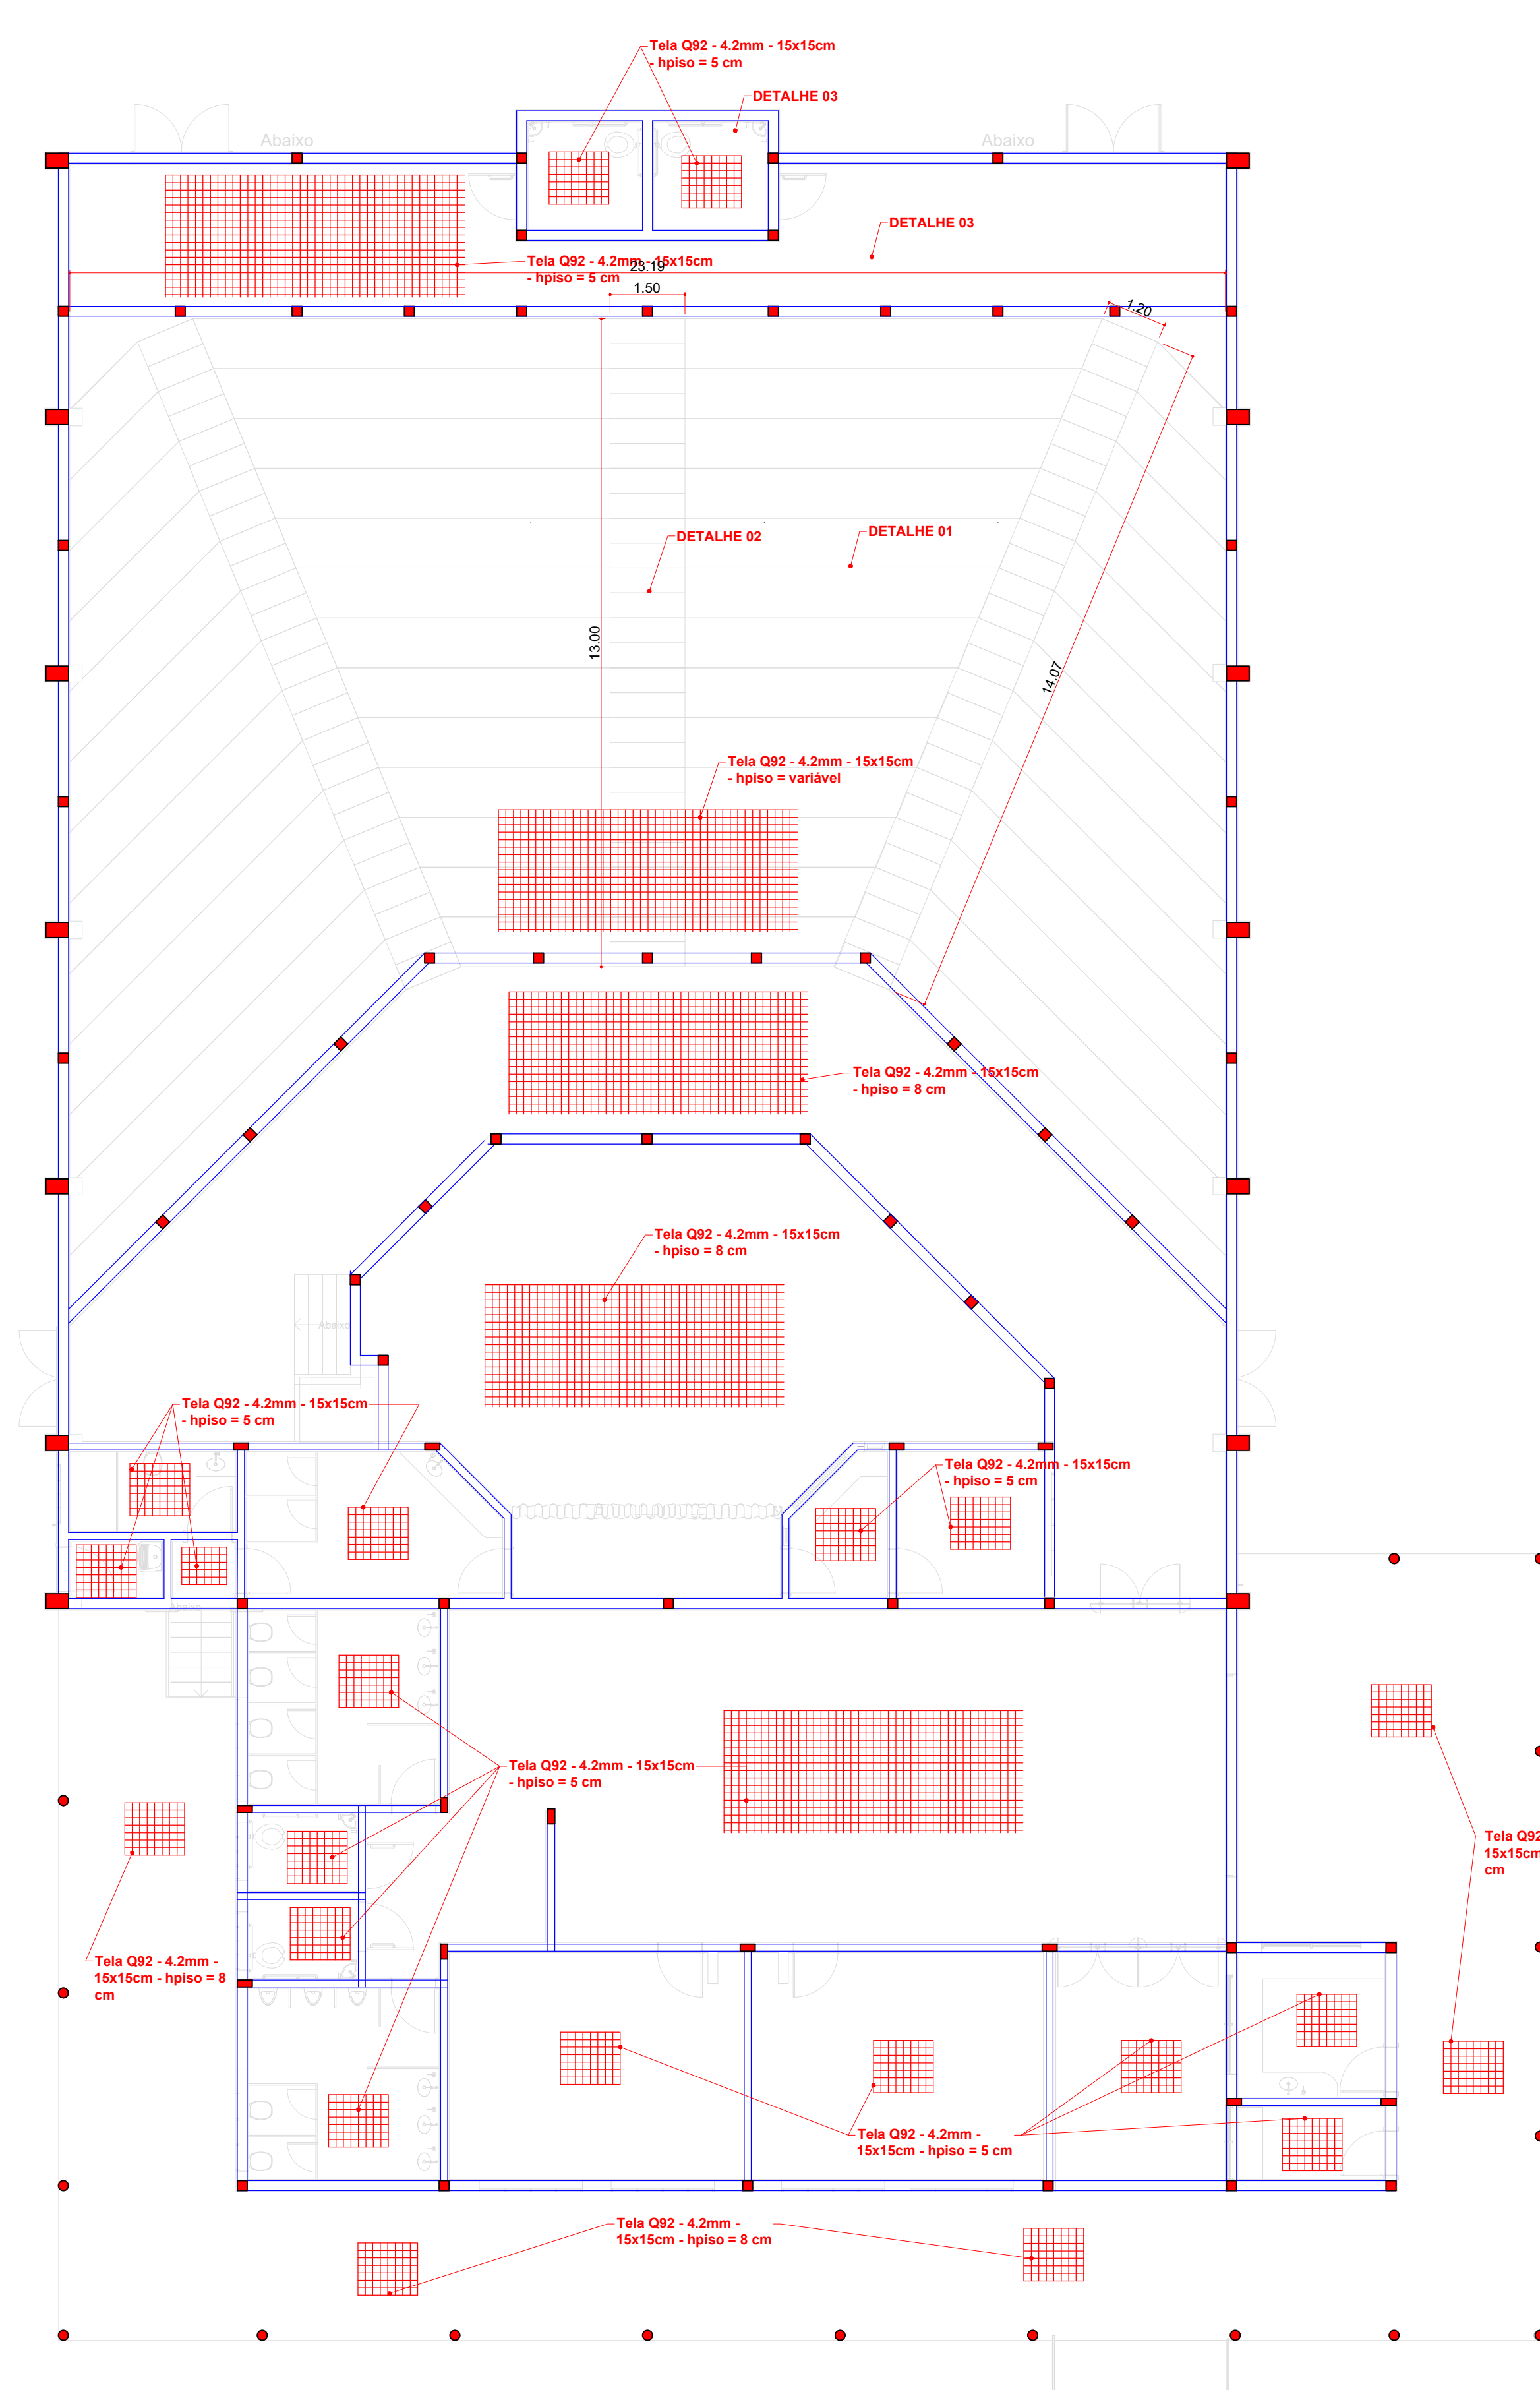 Tela Q92 - 4.2mm - 15x15cm
- hpiso = 5 cm
DETALHE 03
Abaixo
Abaixo
DETALHE 03
Tela Q92 - 4.2mm - 15x15cm
- hpiso = 5 cm
23.19
1.50
1.20
DETALHE 02
DETALHE 01
13.00
14.07
Tela Q92 - 4.2mm - 15x15cm
- hpiso = variável
Tela Q92 - 4.2mm - 15x15cm
- hpiso = 8 cm
Tela Q92 - 4.2mm - 15x15cm
- hpiso = 8 cm
Abaixo
Tela Q92 - 4.2mm - 15x15cm
- hpiso = 5 cm
Tela Q92 - 4.2mm - 15x15cm
- hpiso = 5 cm
Abaixo
Tela Q92 - 4.2mm - 15x15cm
- hpiso = 5 cm
Tela Q92
15x15cm
cm
Tela Q92 - 4.2mm -
15x15cm - hpiso = 8
cm
Tela Q92 - 4.2mm -
15x15cm - hpiso = 5 cm
Tela Q92 - 4.2mm -
15x15cm - hpiso = 8 cm